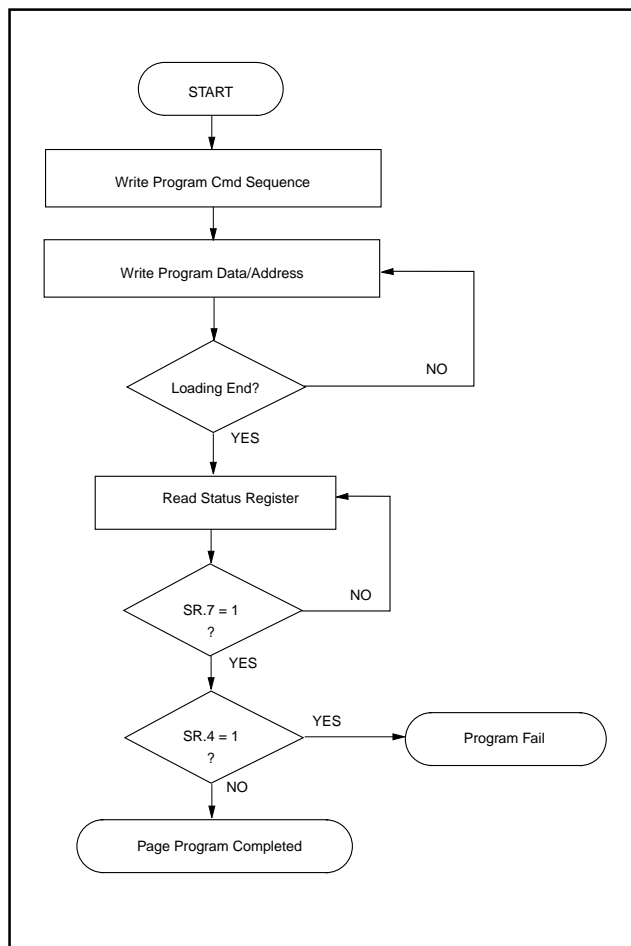 START
Write Program Cmd Sequence
Write Program Data/Address
NO
Loading End?
YES
Read Status Register
NO
SR.7 = 1
?
YES
YES
SR.4 = 1
Program Fail
?
NO
Page Program Completed